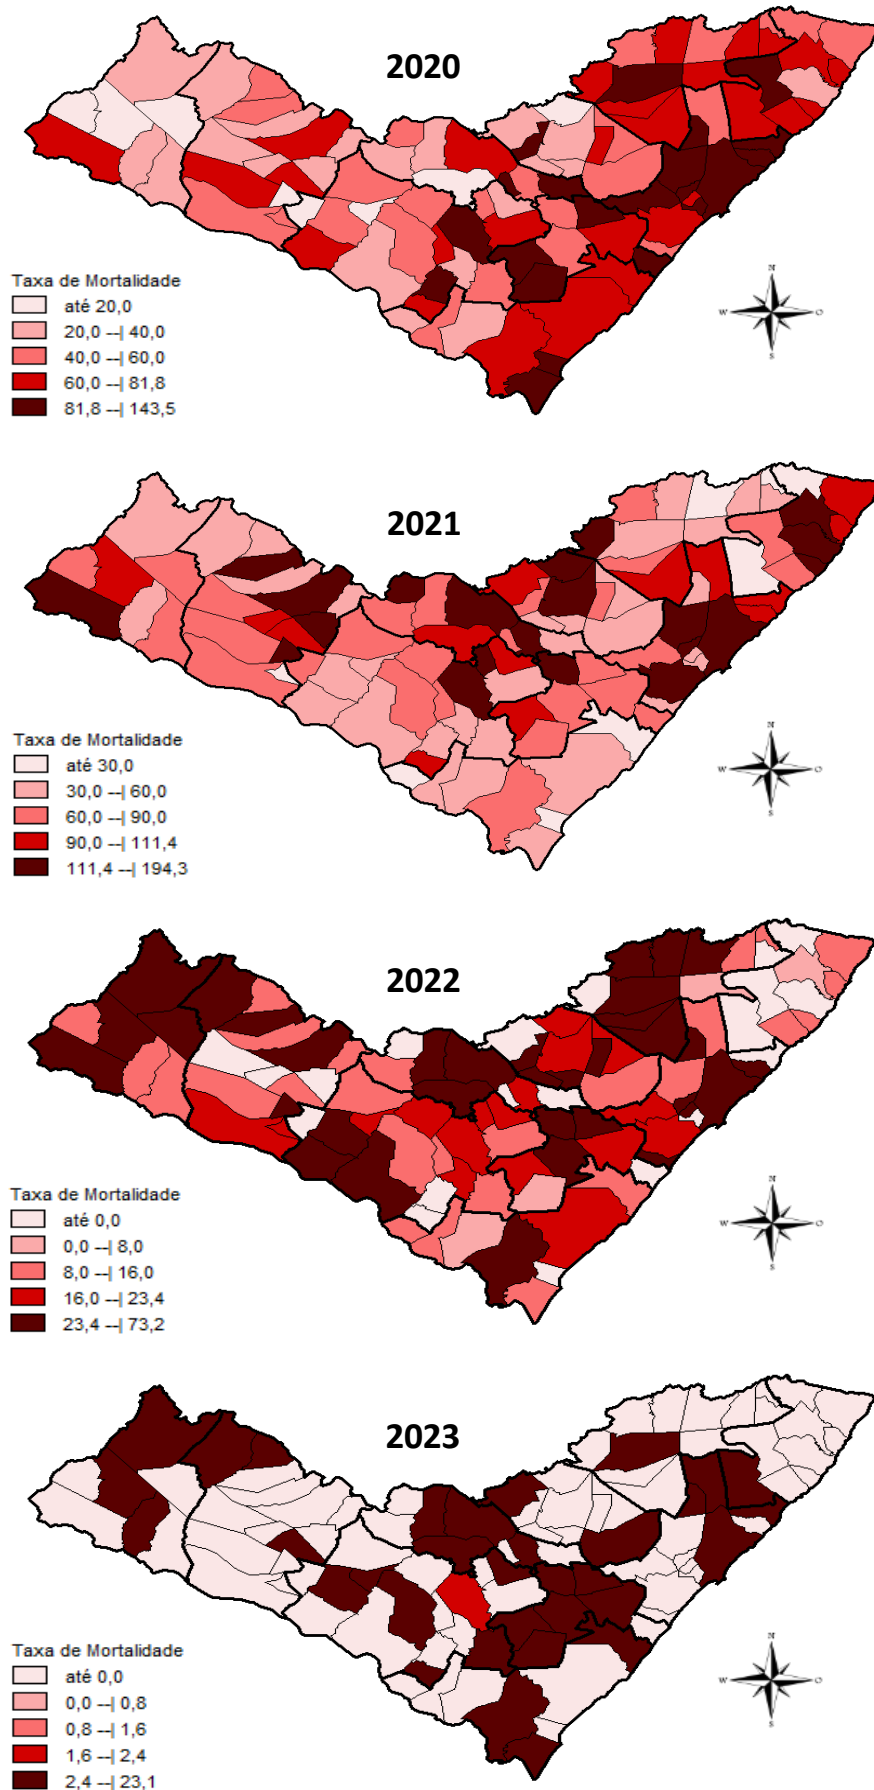 2020
Taxa de Mortalidade
até 20,0
20,0 --| 40,0
40,0 --| 60,0
60,0 --| 81,8
81,8 --| 143,5
N
W
O
S
2021
Taxa de Mortalidade
até 30,0
30,0 --| 60,0
60,0 --| 90,0
90,0 --| 111,4
111,4 --| 194,3
N
W
O
S
2022
Taxa de Mortalidade
até 0,0
0,0 --| 8,0
8,0 --| 16,0
16,0 --| 23,4
23,4 --| 73,2
N
W
O
S
2023
Taxa de Mortalidade
até 0,0
0,0 --| 0,8
0,8 --| 1,6
1,6 --| 2,4
2,4 --| 23,1
N
W
O
S